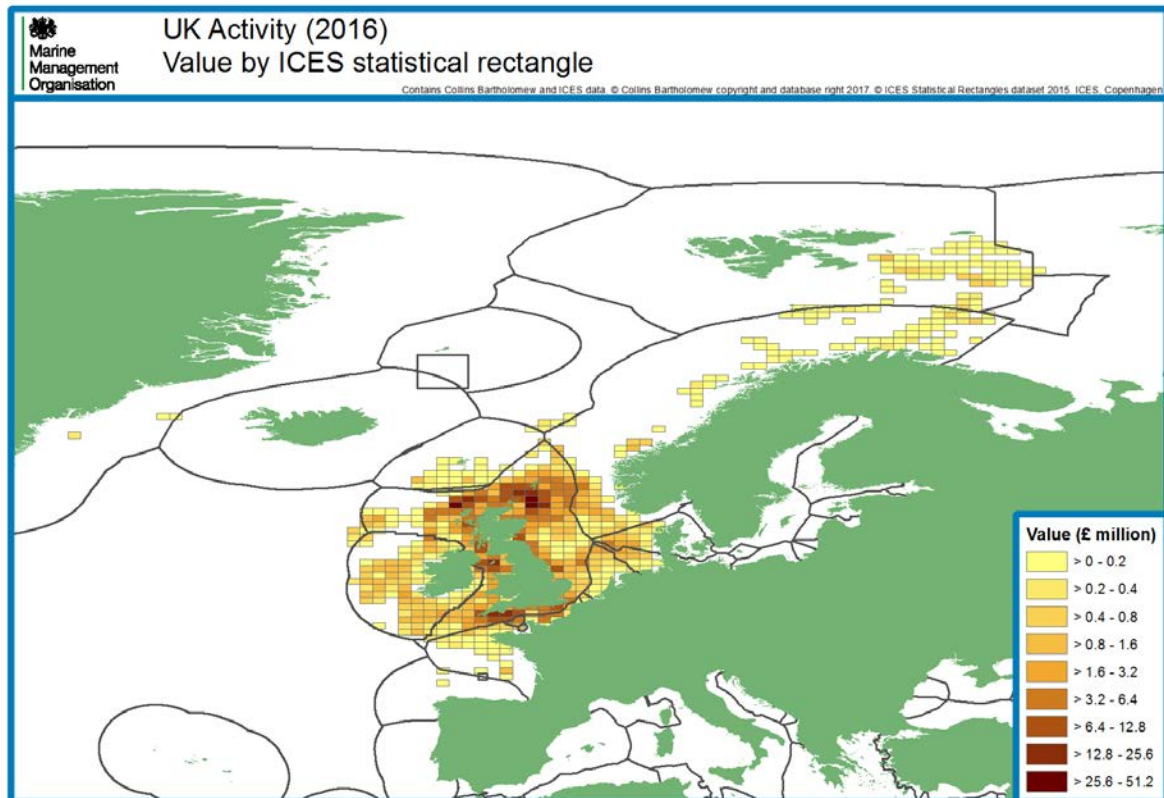 Marine
Management
Organisation
UK Activity (2016)
Value by ICES statistical rectangle
Contains Collins Bartholomew and ICES data. © Collins Bartholomew copyright and database right 2017. © ICES Statistical Rectangles dataset 2015. ICES, Copenhagen
Value (£ million)
> 0 - 0.2
> 0.2 - 0.4
> 0.4 - 0.8
> 0.8 - 1.6
> 1.6 - 3.2
> 3.2 - 6.4
> 6.4 - 12.8
> 12.8 - 25.6
> 25.6 - 51.2